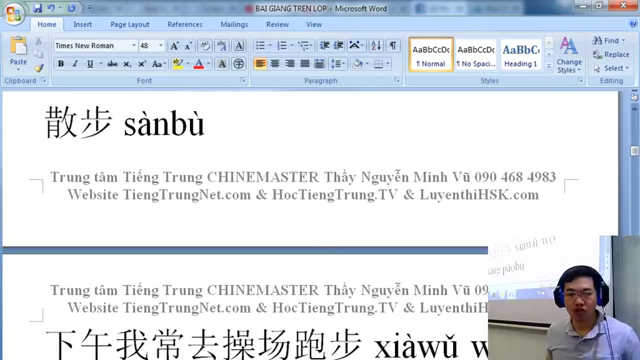 BAI GIANG TREN LOP - Microsoft Word
Home Insert Page Layout References Mailings Review View
Paste
Clipboard
Times New Roman 48
B I U
Font
Paragraph
AaBbCcDc AaBbCcDc AaBbC
¶ Normal ¶ No Spaci... Heading 1
Change Styles
Styles
Find
Replace
Select
Editing
散步 sànbù
Trung tâm Tiếng Trung CHINEMASTER Thầy Nguyễn Minh Vũ 090 468 4983
Website TiengTrungNet.com & HocTiengTrung.TV & LuyenthiHSK.com
Trung tâm Tiếng Trung CHINEMASTER Thầy Nguyễn Minh Vũ
Website TiengTrungNet.com & HocTiengTrung.TV & LuyenthiH
下午我常去操场跑步 xiàwǔ w